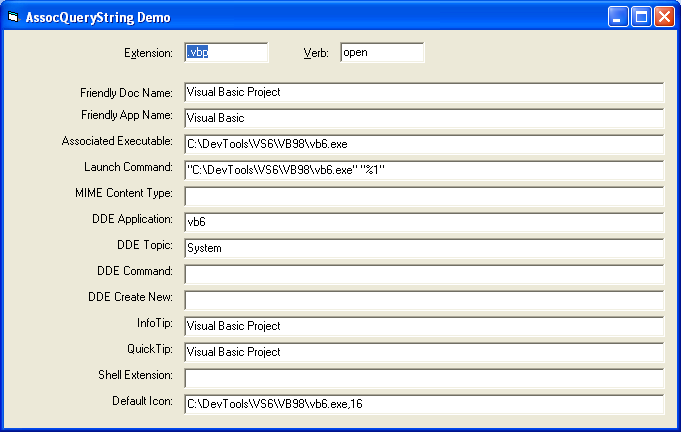 AssocQueryString Demo
Extension: .vbp Verb: open
Friendly Doc Name: Visual Basic Project
Friendly App Name: Visual Basic
Associated Executable: C:\DevTools\VS6\VB98\vb6.exe
Launch Command: "C:\DevTools\VS6\VB98\vb6.exe" "%1"
MIME Content Type:
DDE Application: vb6
DDE Topic: System
DDE Command:
DDE Create New:
InfoTip: Visual Basic Project
QuickTip: Visual Basic Project
Shell Extension:
Default Icon: C:\DevTools\VS6\VB98\vb6.exe,16